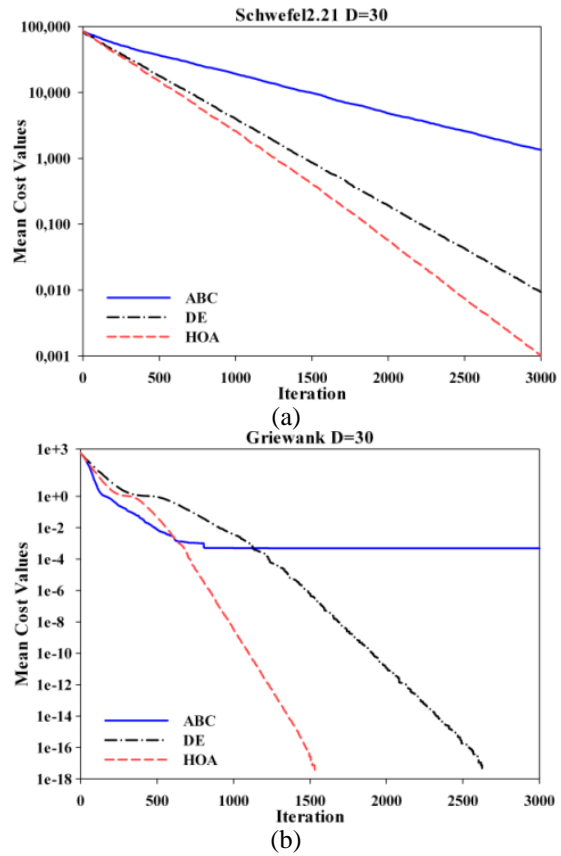 Schwefel2.21 D=30
100,000
10,000
1,000
0,100
0,010
0,001
Mean Cost Values
ABC
DE
HOA
0 500 1000 1500 2000 2500 3000
Iteration
(a)
Griewank D=30
1e+3
1e+0
1e-2
1e-4
1e-6
1e-8
1e-10
1e-12
1e-14
1e-16
1e-18
Mean Cost Values
ABC
DE
HOA
0 500 1000 1500 2000 2500 3000
Iteration
(b)